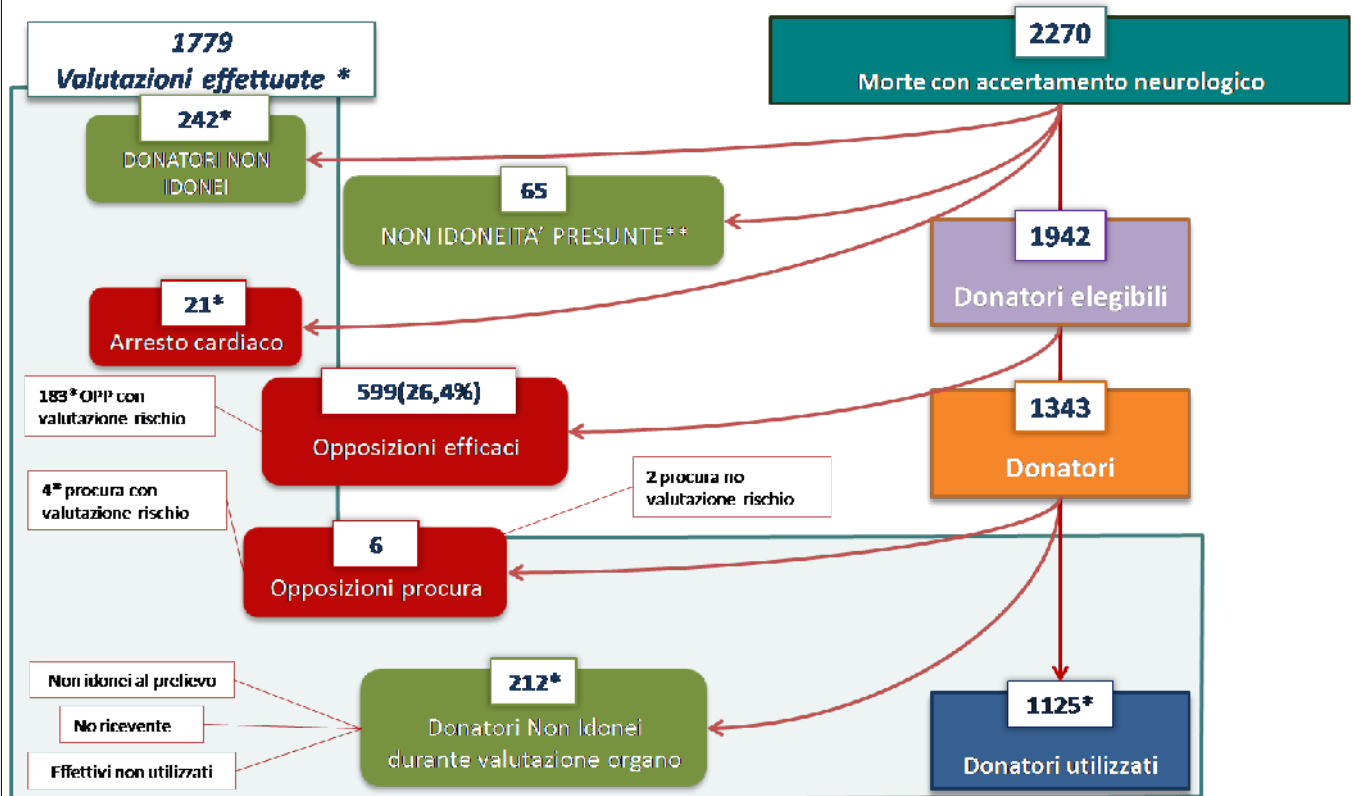 1779
Valutazioni effettuate *
2270
Morte con accertamento neurologico
242*
DONATORI NON
IDONEI
65
NON IDONEITA’ PRESUNTE**
1942
Donatori elegibili
21*
Arresto cardiaco
183* OPP con
valutazione rischio
599(26,4%)
Opposizioni efficaci
1343
Donatori
4* procura con
valutazione rischio
2 procura no
valutazione rischio
6
Opposizioni procura
Non idonei al prelievo
No ricevente
Effettivi non utilizzati
212*
Donatori Non Idonei
durante valutazione organo
1125*
Donatori utilizzati